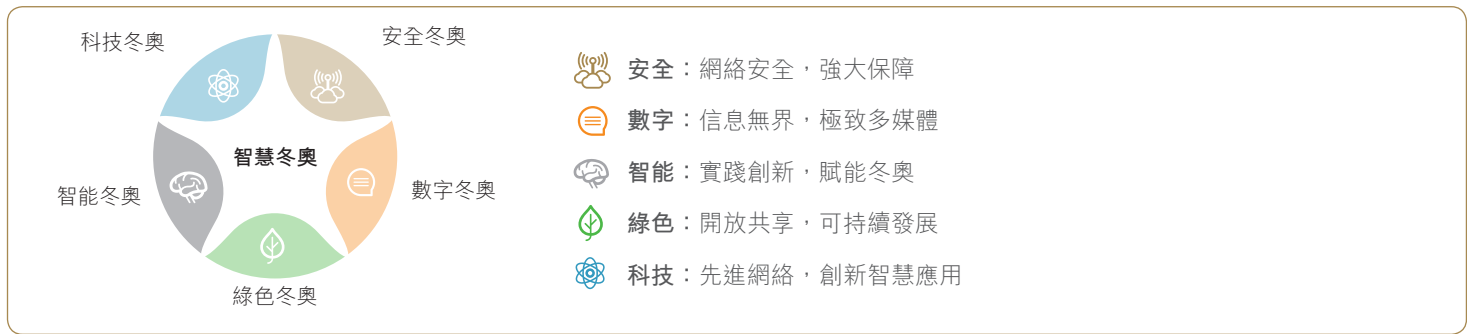 科技冬奧
安全冬奧
智慧冬奧
智能冬奧
數字冬奧
綠色冬奧
安全：網絡安全，強大保障
數字：信息無界，極致多媒體
智能：實踐創新，賦能冬奧
綠色：開放共享，可持續發展
科技：先進網絡，創新智慧應用